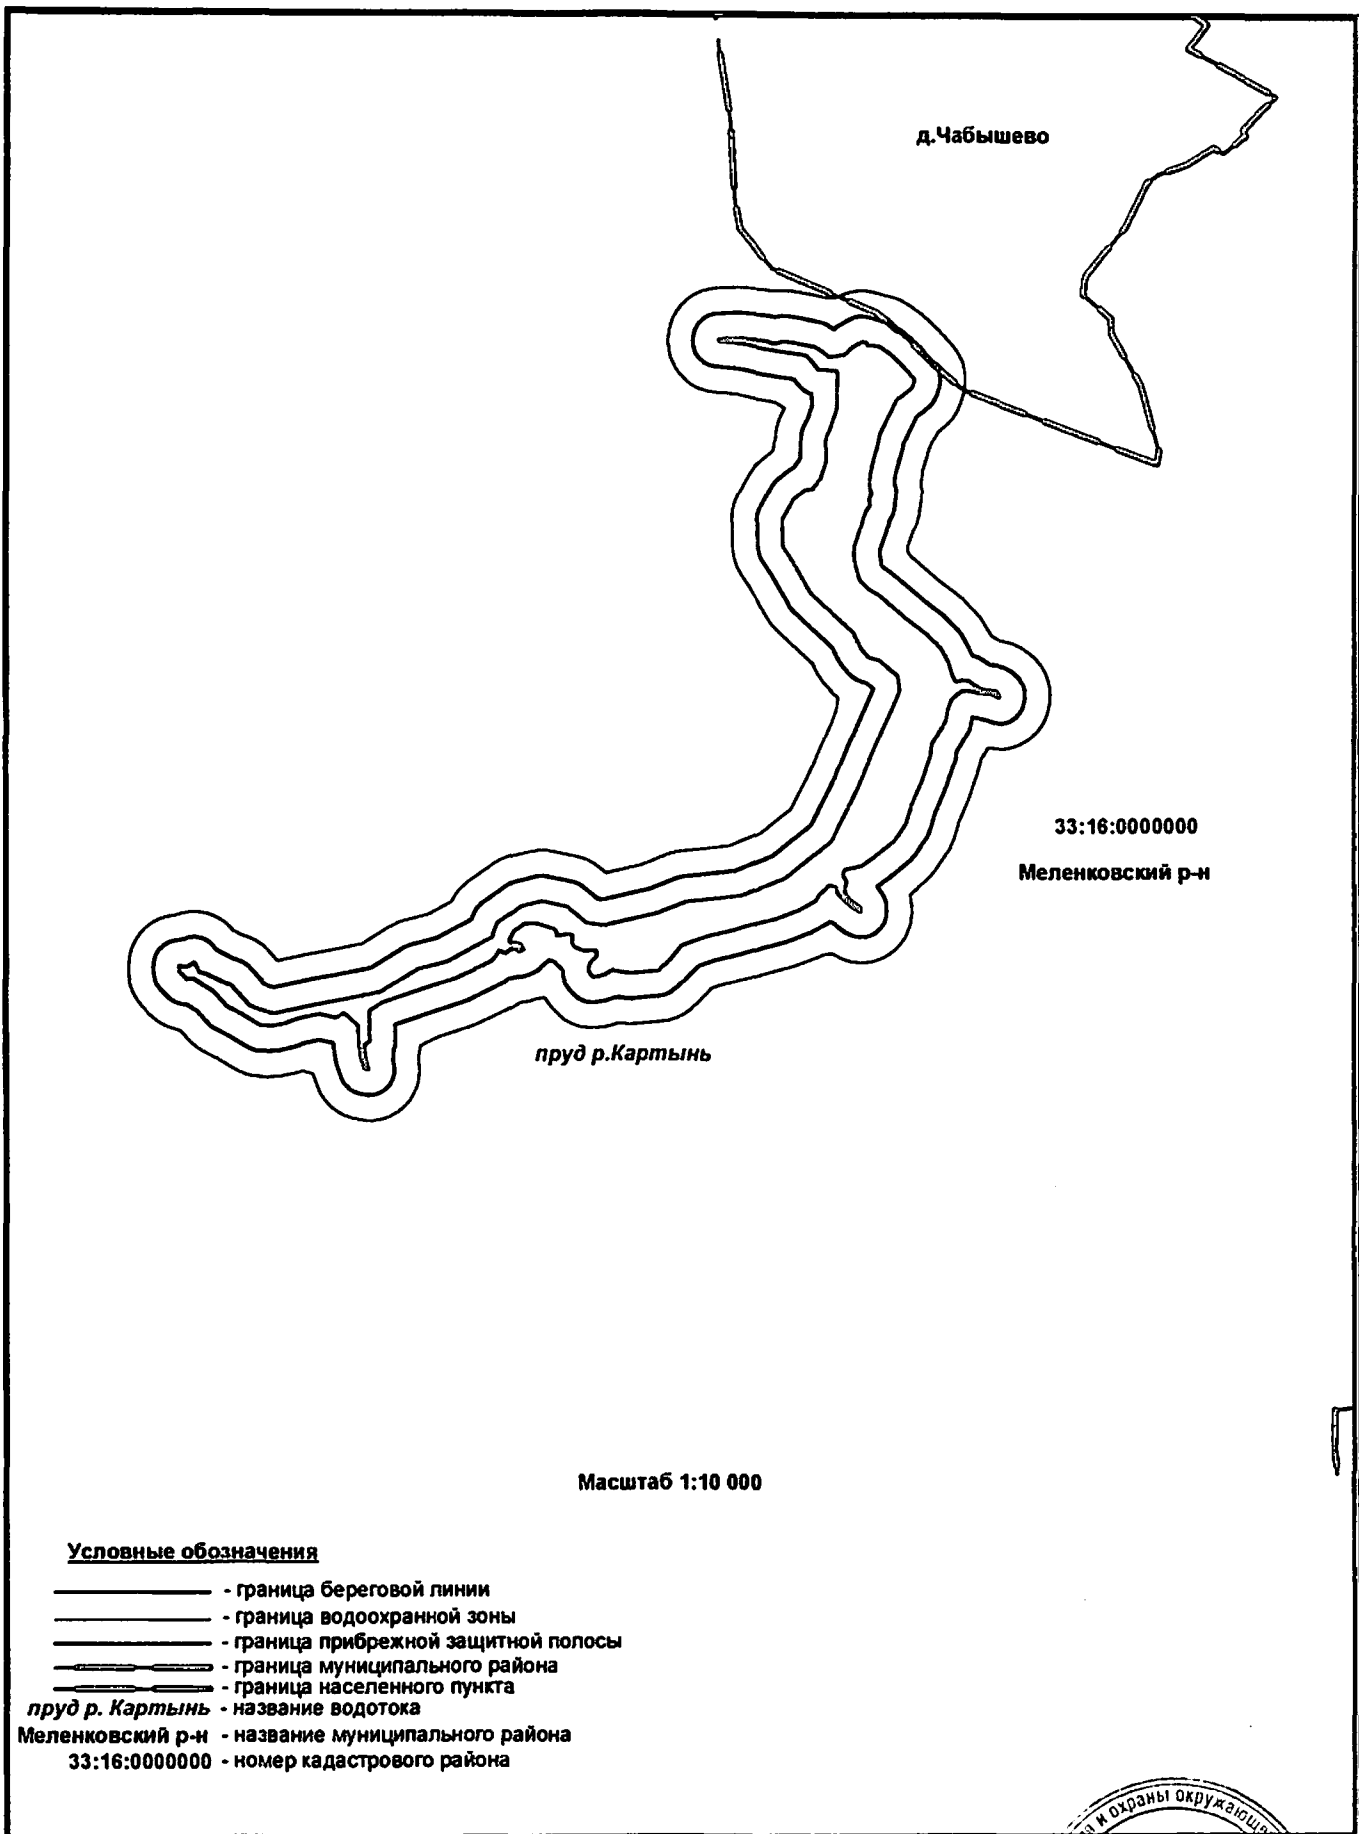 д.Чабышево
33:16:0000000
Меленковский р-н
пруд р.Картынь
Масштаб 1:10 000
Условные обозначения
- граница береговой линии
- граница водоохранной зоны
- граница прибрежной защитной полосы
- граница муниципального района
- граница населенного пункта
пруд р. Картынь - название водотока
Меленковский р-н - название муниципального района
33:16:0000000 - номер кадастрового района
и охраны